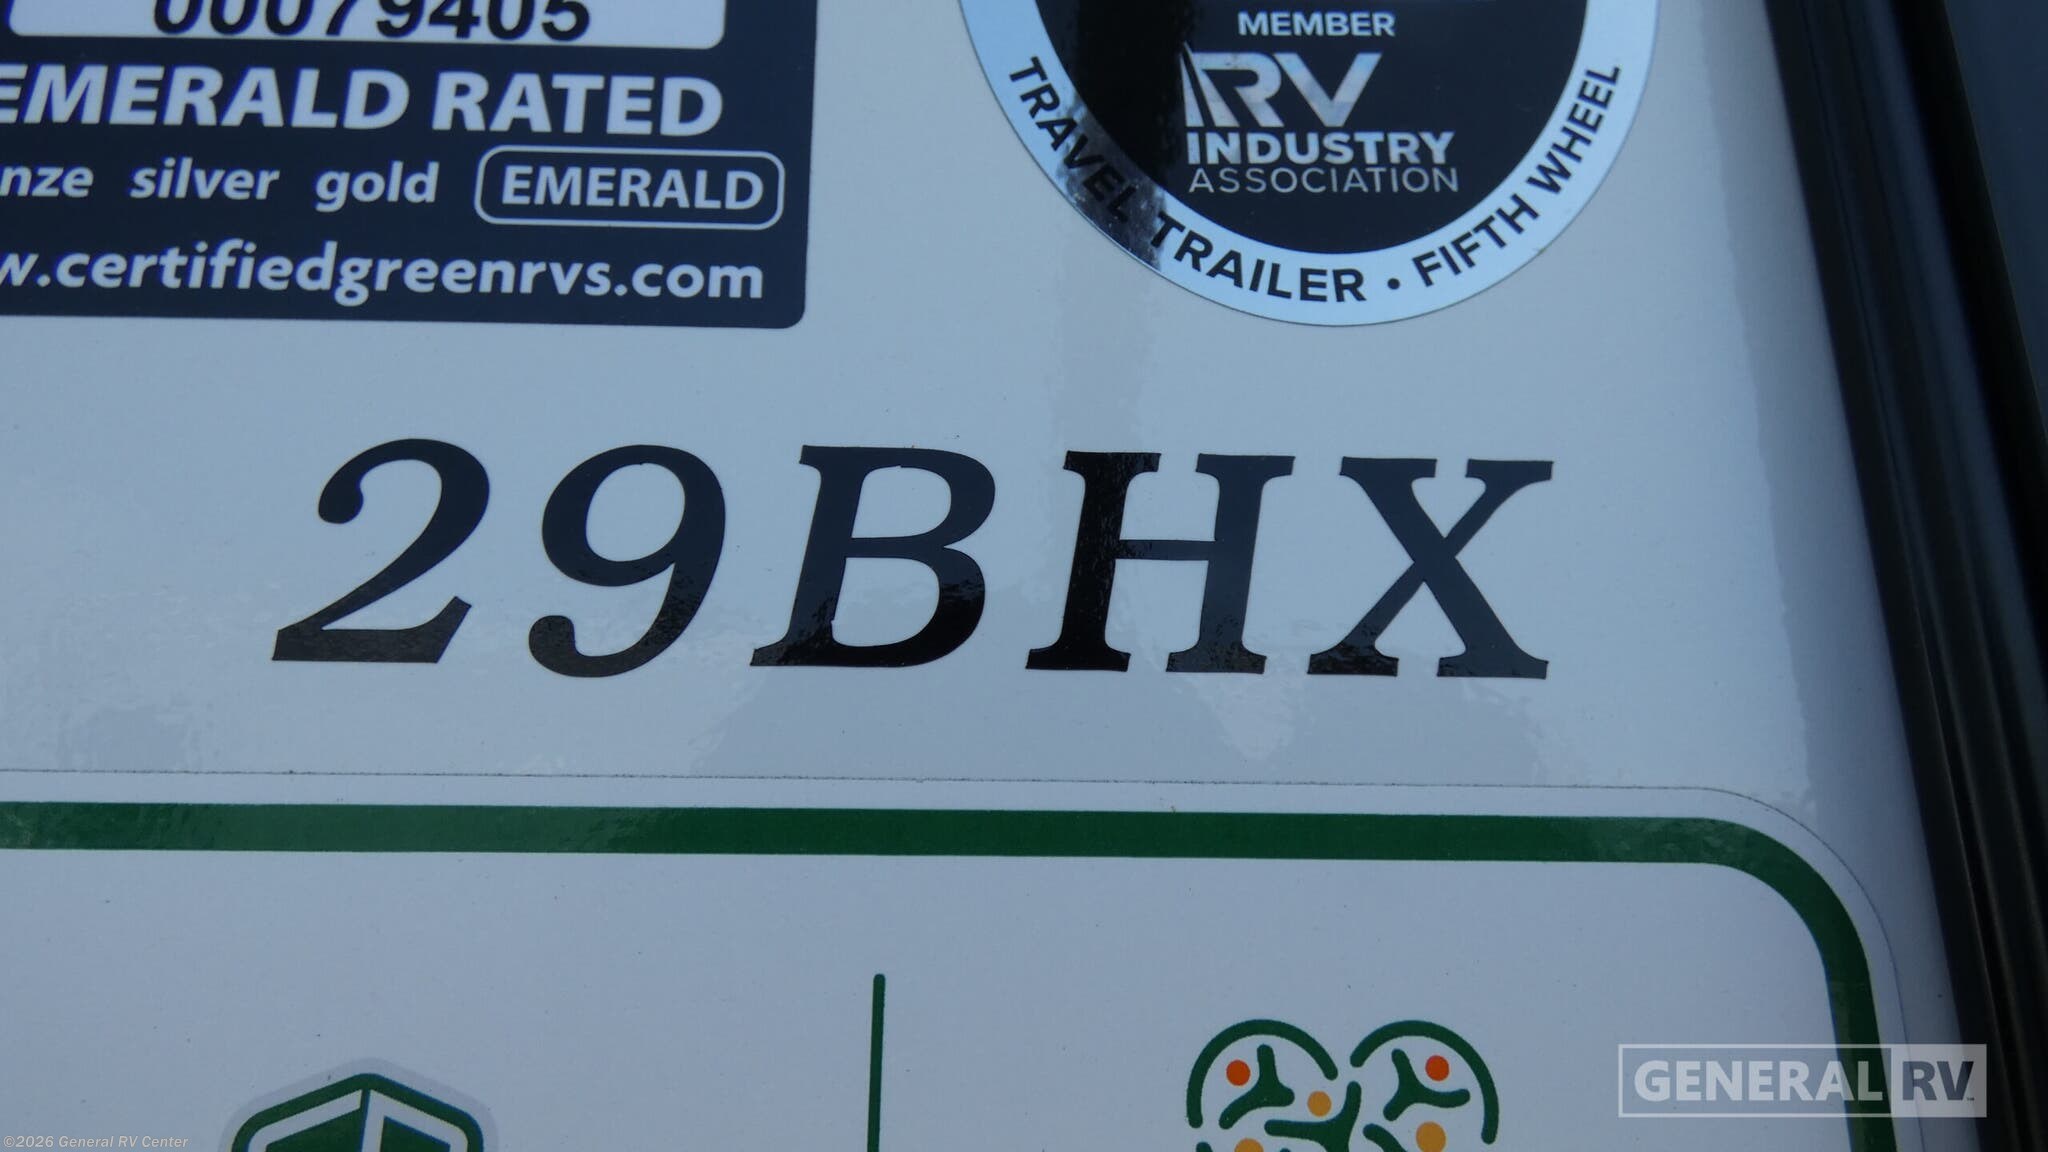 00079405
EMERALD RATED
nze silver gold EMERALD
w.certifiedgreenrvs.com
MEMBER
RV
INDUSTRY
ASSOCIATION
TRAVEL TRAILER • FIFTH WHEEL
29BHX
GENERAL RV
©2026 General RV Center